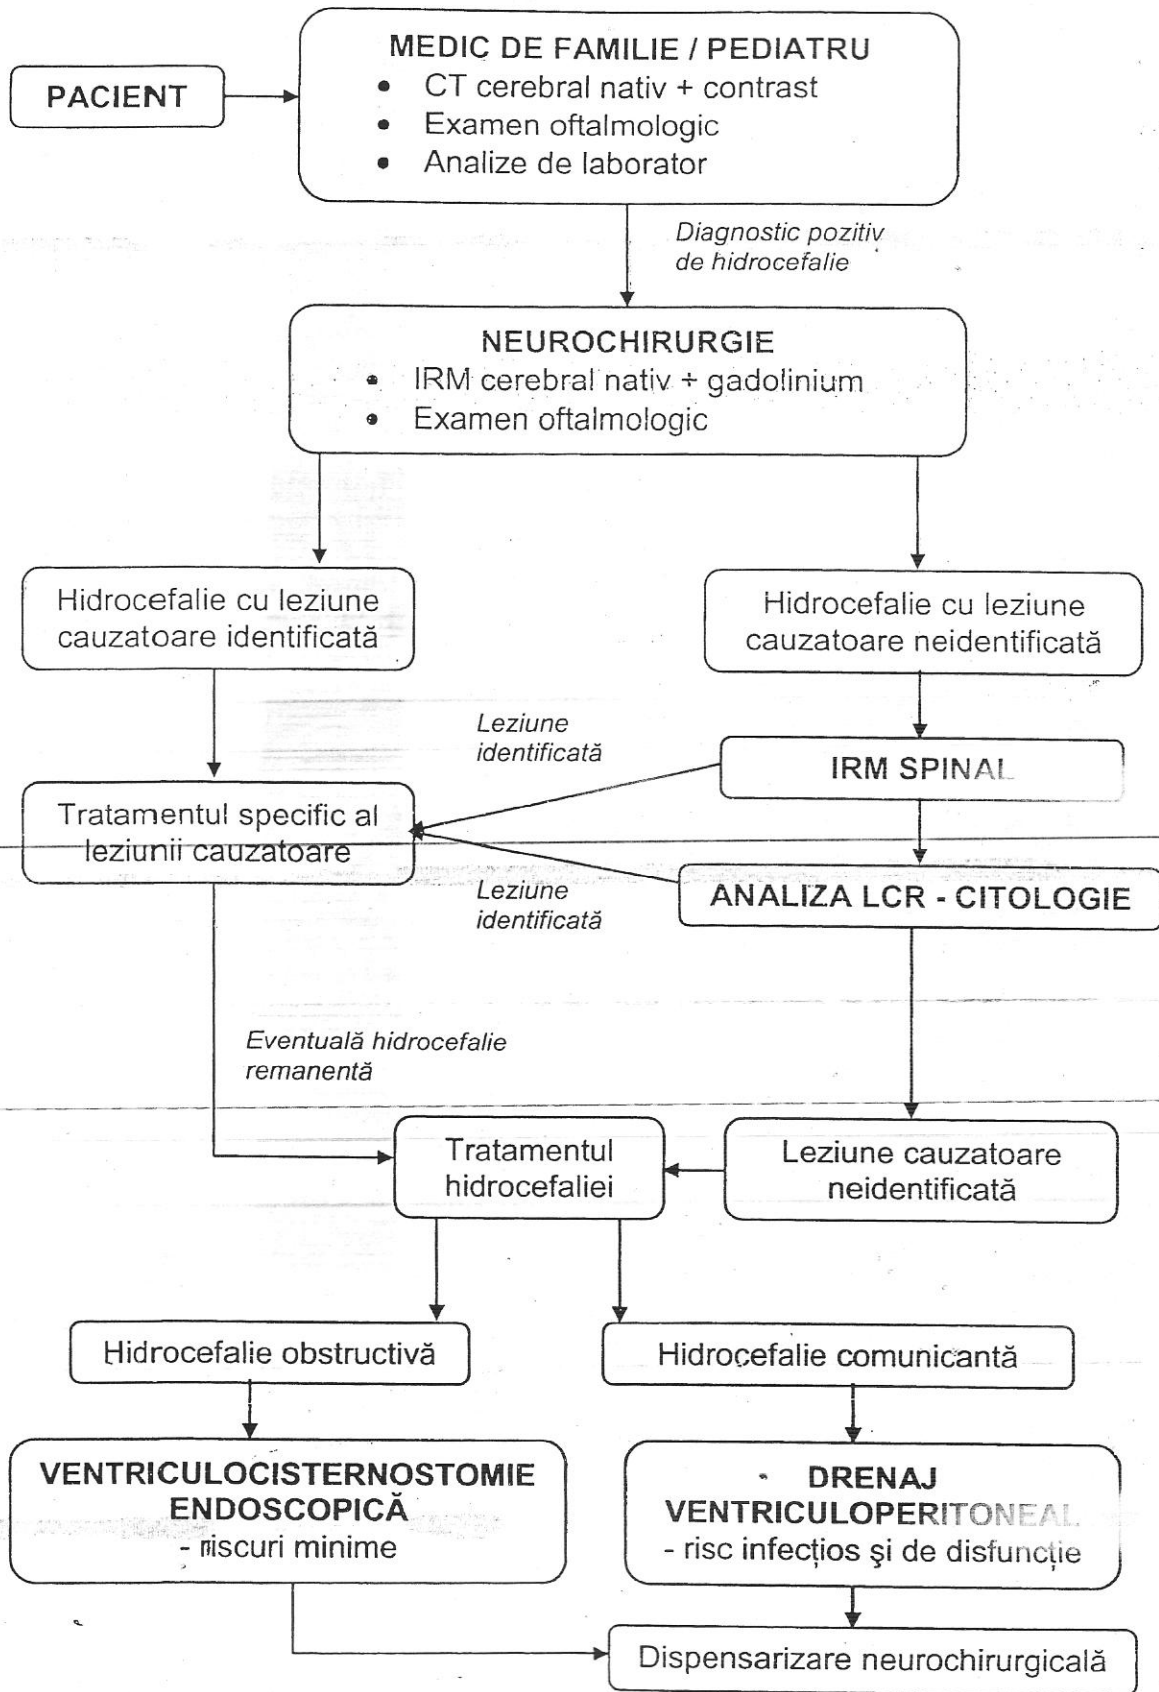 MEDIC DE FAMILIE / PEDIATRU
PACIENT
• CT cerebral nativ + contrast
• Examen oftalmologic
• Analize de laborator
Diagnostic pozitiv
de hidrocefalie
NEUROCHIRURGIE
• IRM cerebral nativ + gadolinium
• Examen oftalmologic
Hidrocefalie cu leziune
cauzatoare identificată
Hidrocefalie cu leziune
cauzatoare neidentificată
Leziune
identificată
IRM SPINAL
Tratamentul specific al
leziunii cauzatoare
Leziune
identificată
ANALIZA LCR - CITOLOGIE
Eventuală hidrocefalie
remanentă
Tratamentul
hidrocefaliei
Leziune cauzatoare
neidentificată
Hidrocefalie obstructivă
Hidrocefalie comunicantă
VENTRICULOCISTERNOSTOMIE
ENDOSCOPICĂ
- riscuri minime
DRENAJ
VENTRICULOPERITONEAL
- risc infecțios și de disfuncție
Dispensarizare neurochirurgicală